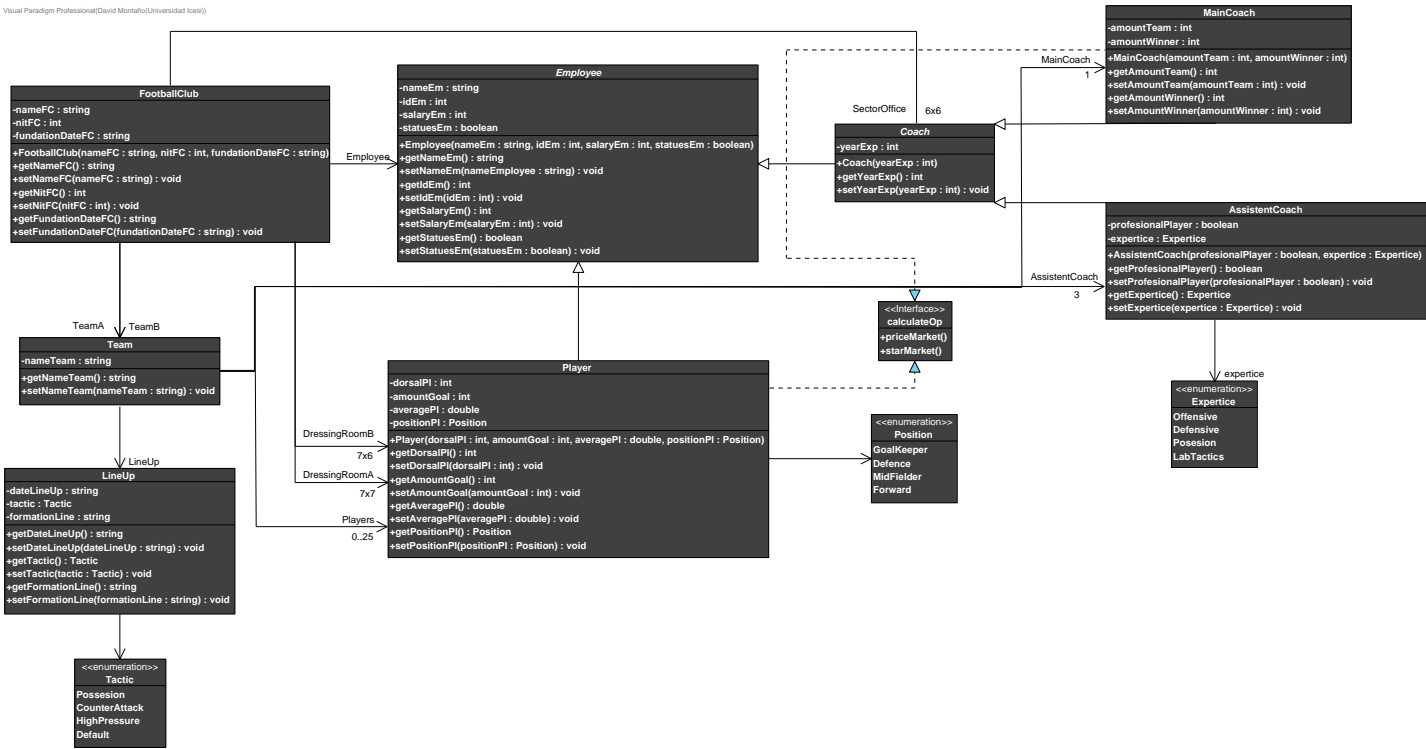 Visual Paradigm Professional(David Montaño(Universidad Icesi))
MainCoach
-amountTeam : int
-amountWinner : int
+MainCoach(amountTeam : int, amountWinner : int)
+getAmountTeam() : int
+setAmountTeam(amountTeam : int) : void
+getAmountWinner() : int
+setAmountWinner(amountWinner : int) : void
MainCoach
1
Employee
-nameEm : string
-idEm : int
-salaryEm : int
-statuesEm : boolean
+Employee(nameEm : string, idEm : int, salaryEm : int, statuesEm : boolean)
+getNameEm() : string
+setNameEm(nameEmployee : string) : void
+getIdEm() : int
+setIdEm(idEm : int) : void
+getSalaryEm() : int
+setSalaryEm(salaryEm : int) : void
+getStatuesEm() : boolean
+setStatuesEm(statuesEm : boolean) : void
FootballClub
-nameFC : string
-nitFC : int
-fundationDateFC : string
+FootballClub(nameFC : string, nitFC : int, fundationDateFC : string)
+getNameFC() : string
+setNameFC(nameFC : string) : void
+getNitFC() : int
+setNitFC(nitFC : int) : void
+getFundationDateFC() : string
+setFundationDateFC(fundationDateFC : string) : void
Employee
SectorOffice
6x6
Coach
-yearExp : int
+Coach(yearExp : int)
+getYearExp() : int
+setYearExp(yearExp : int) : void
AssistentCoach
-profesionalPlayer : boolean
-expertice : Expertice
+AssistentCoach(profesionalPlayer : boolean, expertice : Expertice)
+getProfesionalPlayer() : boolean
+setProfesionalPlayer(profesionalPlayer : boolean) : void
+getExpertice() : Expertice
+setExpertice(expertice : Expertice) : void
AssistentCoach
3
<<Interface>>
calculateOp
+priceMarket()
+starMarket()
TeamA
TeamB
Team
-nameTeam : string
+getNameTeam() : string
+setNameTeam(nameTeam : string) : void
Player
-dorsalPl : int
-amountGoal : int
-averagePl : double
-positionPl : Position
+Player(dorsalPl : int, amountGoal : int, averagePl : double, positionPl : Position)
+getDorsalPl() : int
+setDorsalPl(dorsalPl : int) : void
+getAmountGoal() : int
+setAmountGoal(amountGoal : int) : void
+getAveragePl() : double
+setAveragePl(averagePl : double) : void
+getPositionPl() : Position
+setPositionPl(positionPl : Position) : void
expertice
<<enumeration>>
Expertice
Offensive
Defensive
Posesion
LabTactics
<<enumeration>>
Position
GoalKeeper
Defence
MidFielder
Forward
DressingRoomB
7x6
DressingRoomA
7x7
Players
0..25
LineUp
LineUp
-dateLineUp : string
-tactic : Tactic
-formationLine : string
+getDateLineUp() : string
+setDateLineUp(dateLineUp : string) : void
+getTactic() : Tactic
+setTactic(tactic : Tactic) : void
+getFormationLine() : string
+setFormationLine(formationLine : string) : void
<<enumeration>>
Tactic
Possesion
CounterAttack
HighPressure
Default